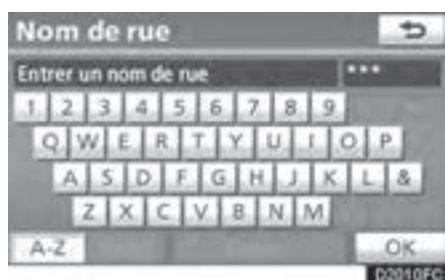 Nom de rue
Entrer un nom de rue ***
1 2 3 4 5 6 7 8 9
Q W E R T Y U I O P
A S D F G H J K L &
Z X C V B N M
A-Z OK
D2010FC